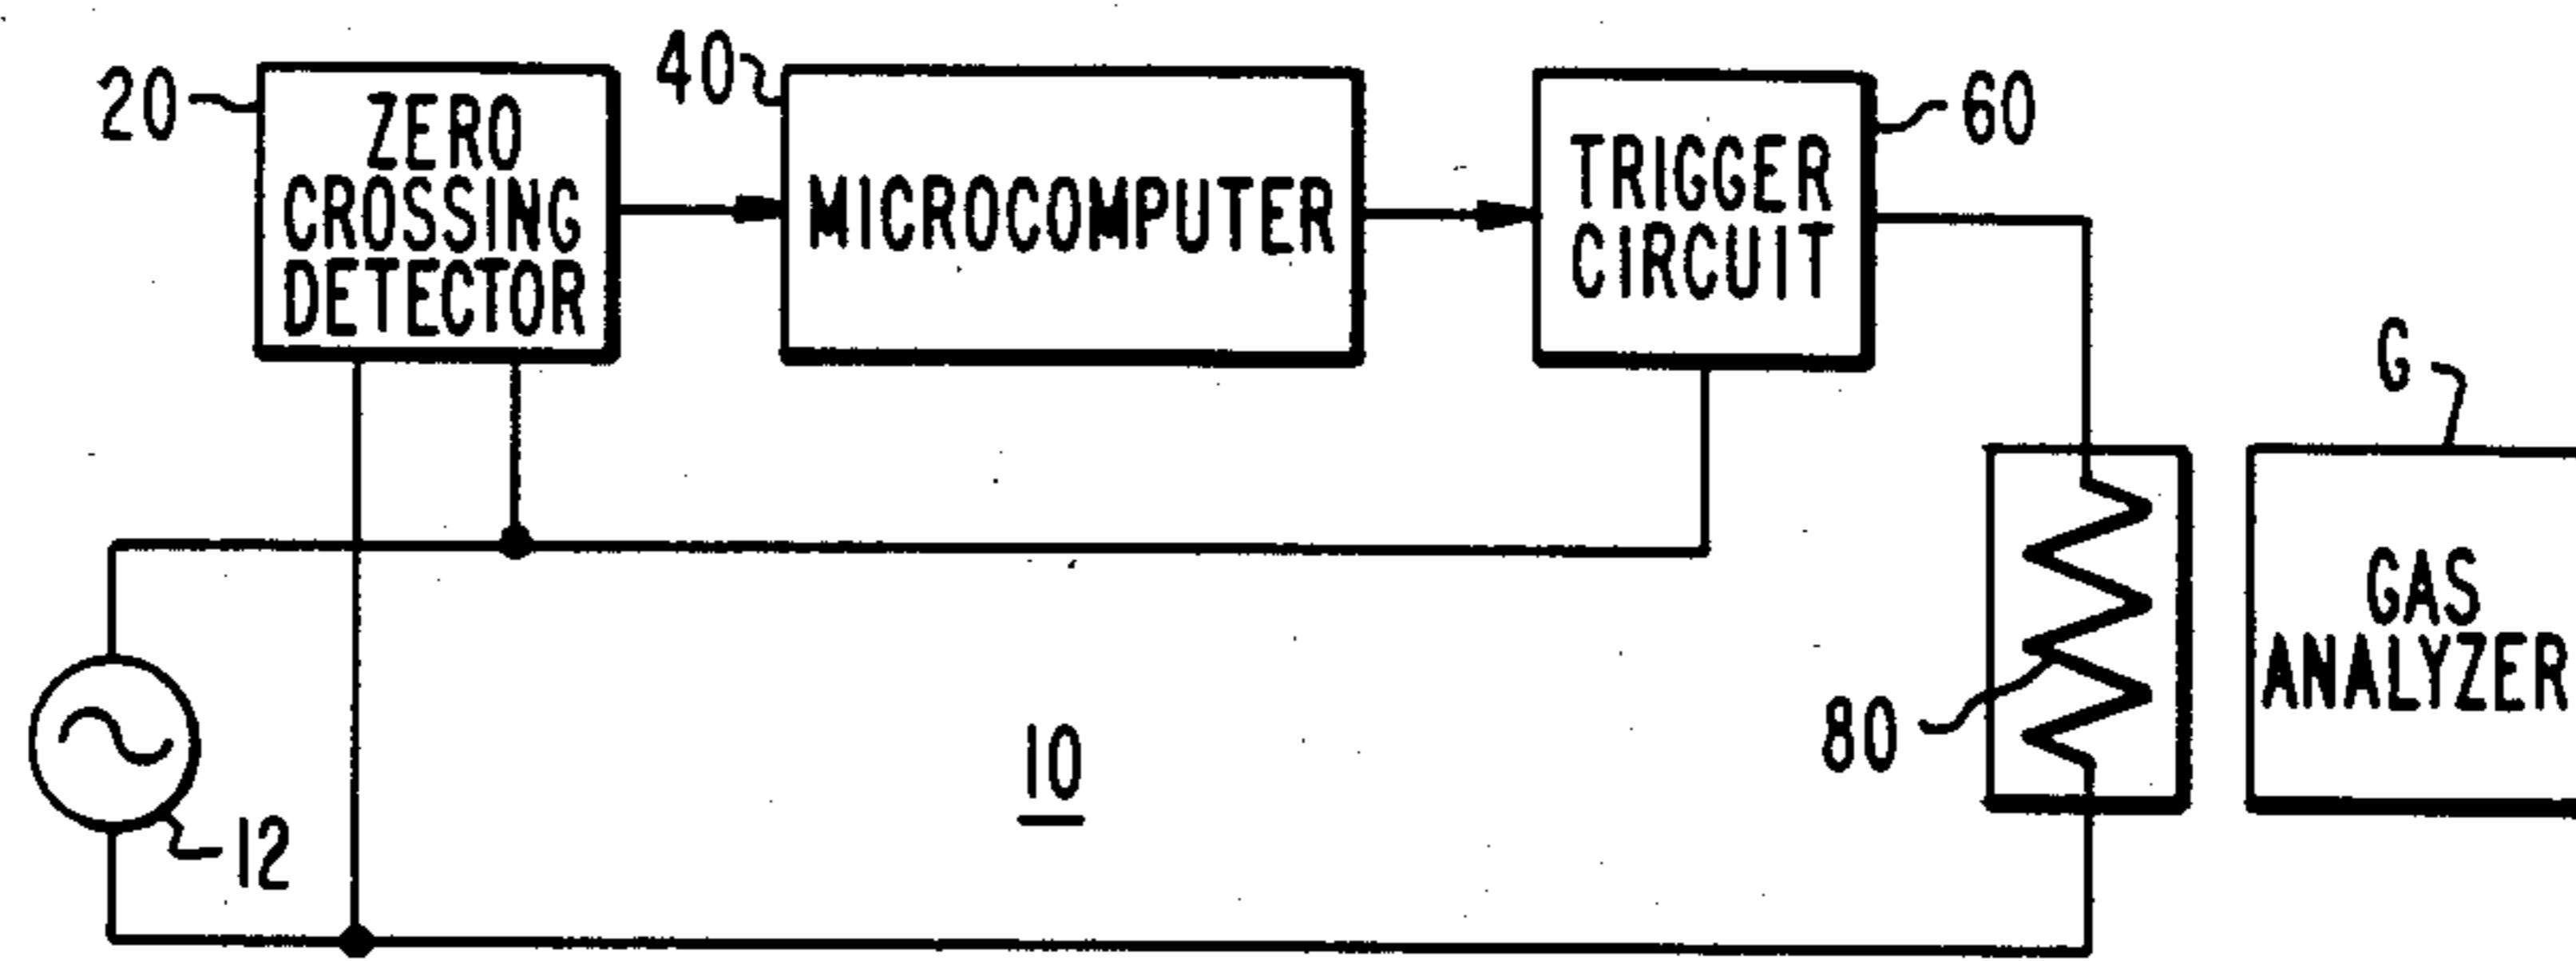 20
ZERO
CROSSING
DETECTOR
40
MICROCOMPUTER
TRIGGER
CIRCUIT
60
G
GAS
ANALYZER
80
10
12